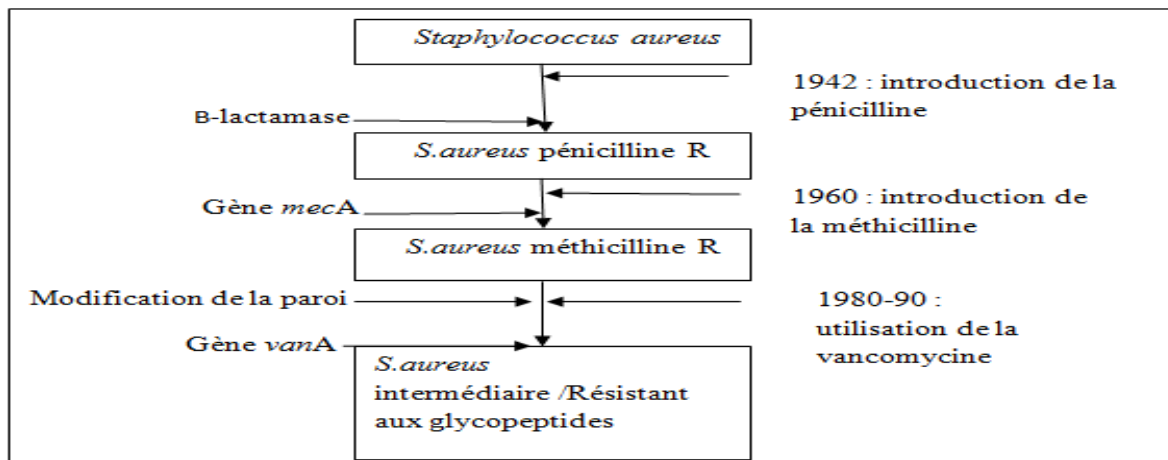 Staphylococcus aureus
1942 : introduction de la
pénicilline
B-lactamase
S.aureus pénicilline R
1960 : introduction de
la méthicilline
Gène mecA
S.aureus méthicilline R
Modification de la paroi
1980-90 :
utilisation de la
vancomycine
Gène vanA
S.aureus
intermédiaire /Résistant
aux glycopeptides